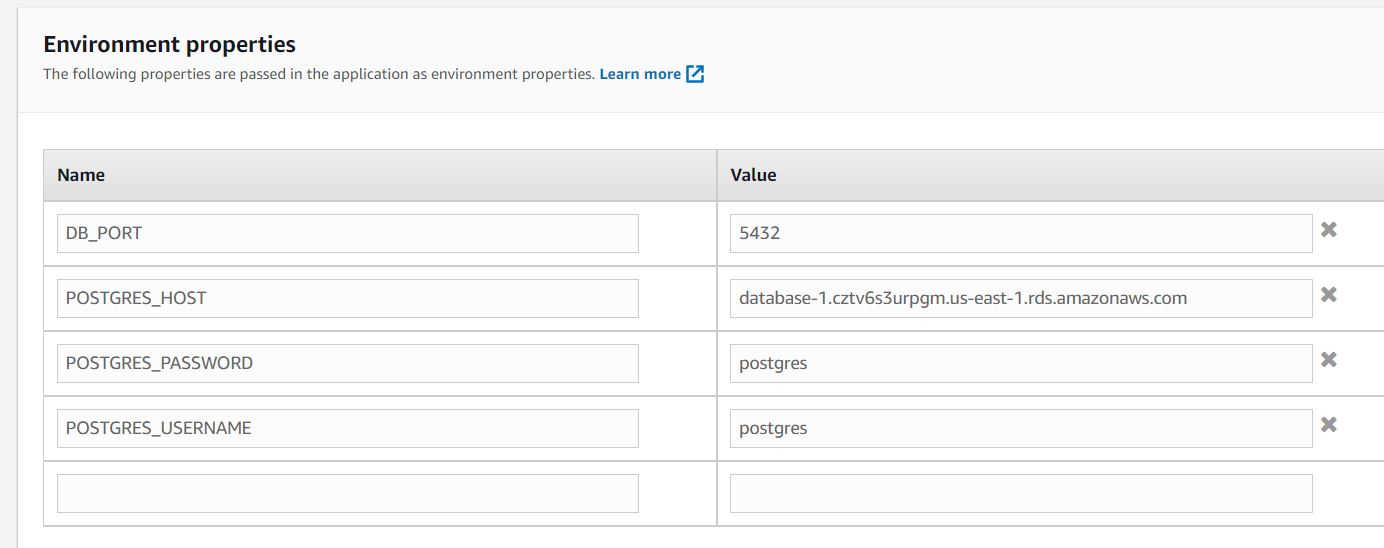 Environment properties
The following properties are passed in the application as environment properties. Learn more
Name Value
DB_PORT 5432
POSTGRES_HOST database-1.cztv6s3urpgm.us-east-1.rds.amazonaws.com
POSTGRES_PASSWORD postgres
POSTGRES_USERNAME postgres